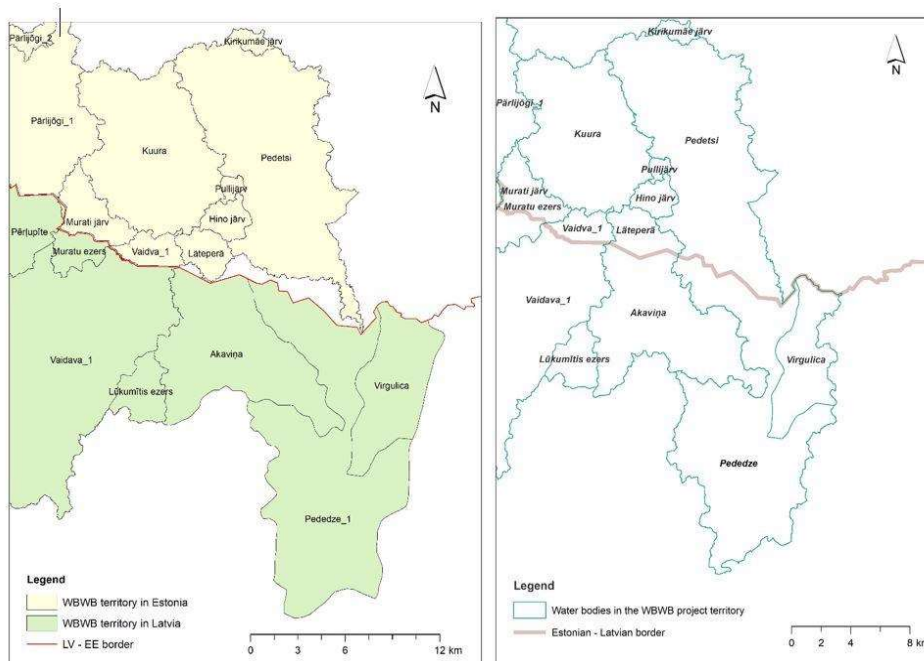 Pärlijõgi_2
Kirikumäe järv
N
Pärlijõgi_1
Kuura
Pedetsi
Pullijärv
Hino järv
Murati järv
Pērļupīte
Muratu ezers
Vaidva_1
Läteperä
Vaidava_1
Akaviņa
Lūkumītis ezers
Virgulica
Pededze_1
Legend
WBWB territory in Estonia
WBWB territory in Latvia
LV - EE border
0 3 6 12 km
Kirikumäe järv
N
Pärlijõgi_1
Kuura
Pedetsi
Pullijärv
Murati järv
Hino järv
Muratu ezers
Vaidva_1
Läteperä
Vaidava_1
Akaviņa
Lūkumītis ezers
Virgulica
Pededze
Legend
Water bodies in the WBWB project territory
Estonian - Latvian border
0 2 4 8 km